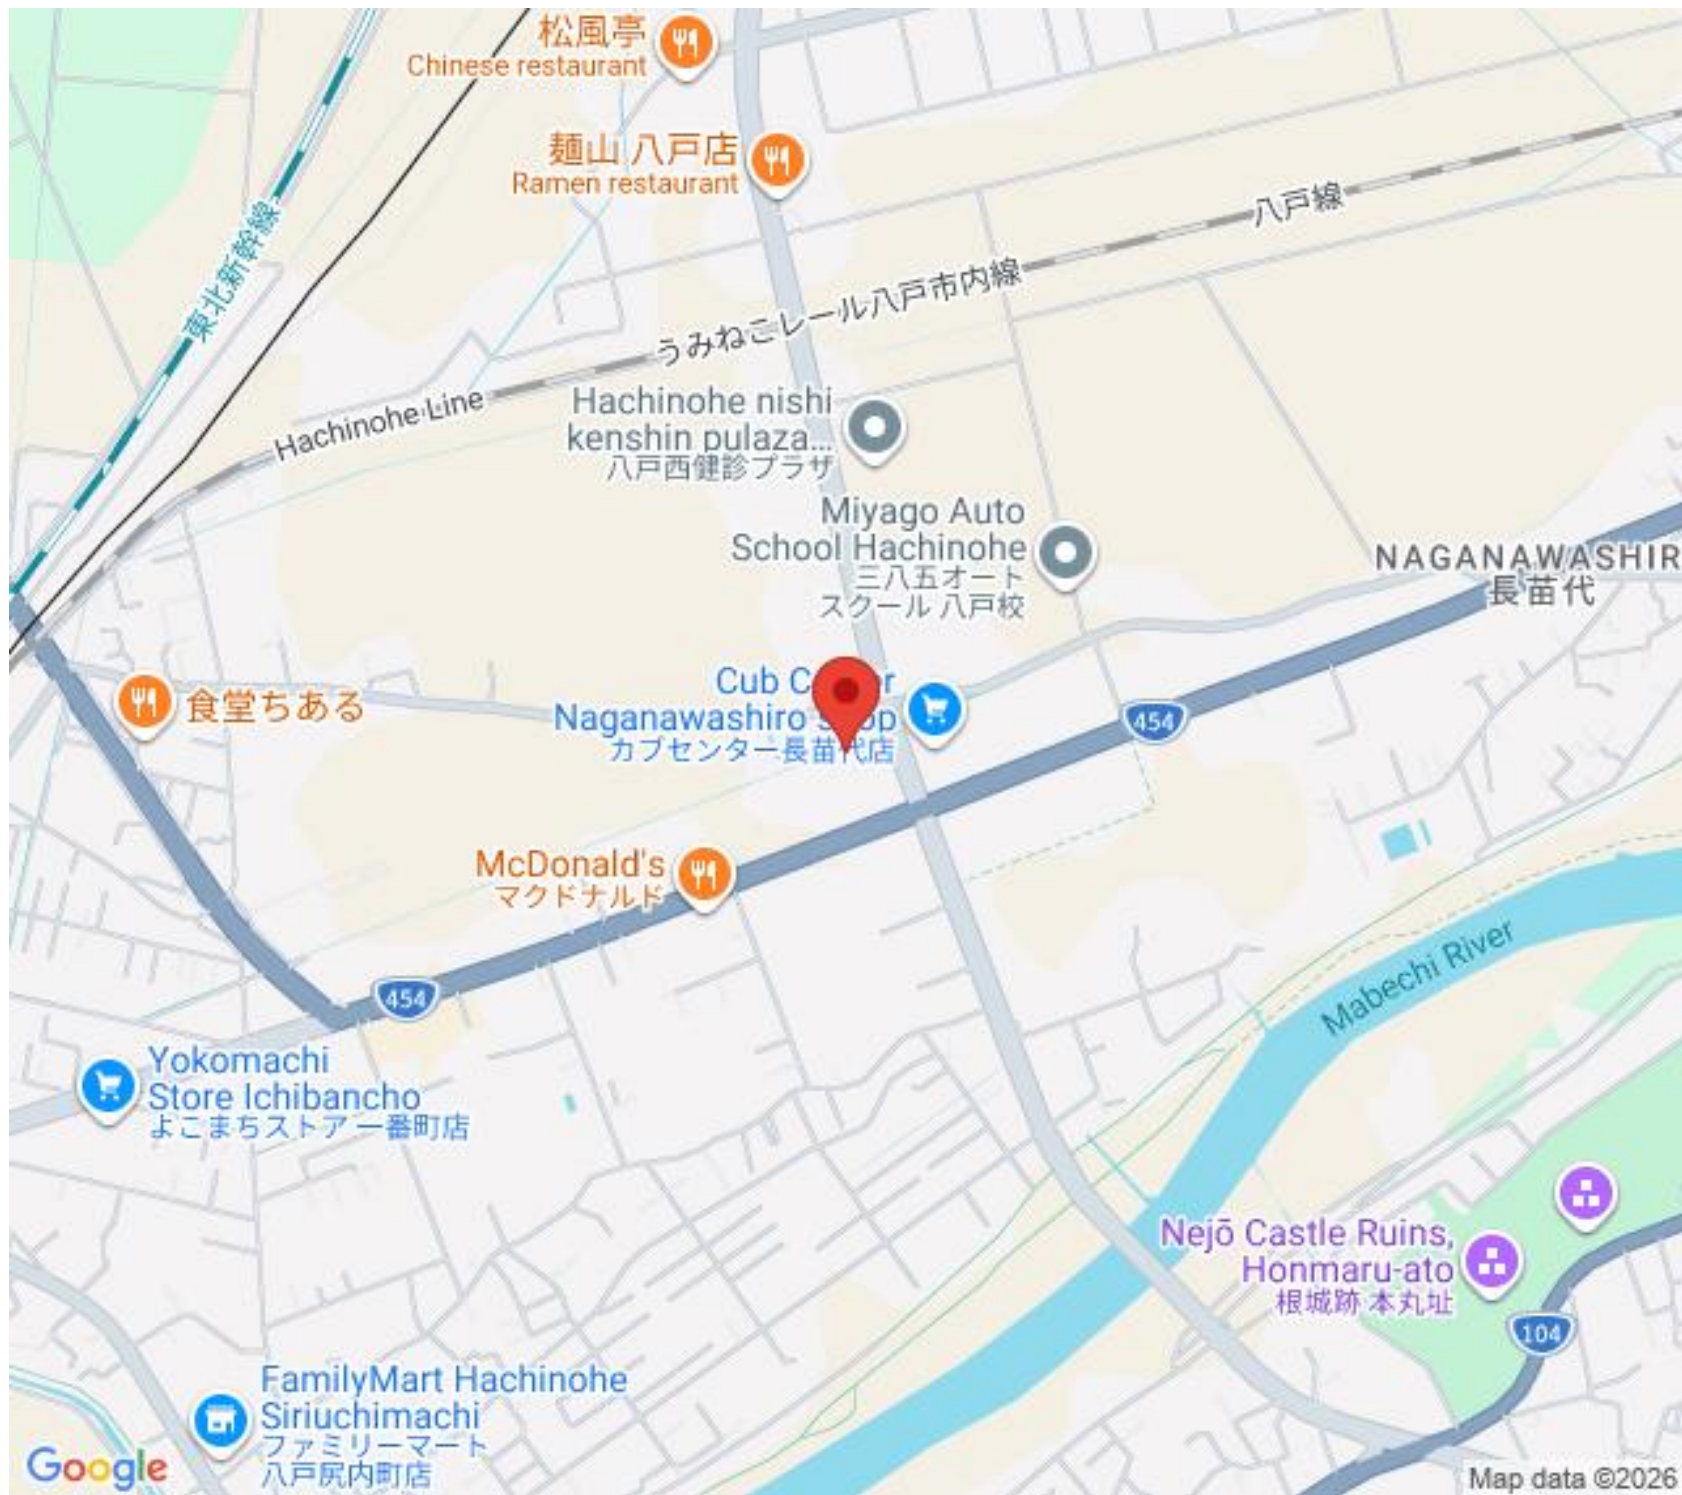 松風亭
Chinese restaurant
麺山 八戸店
Ramen restaurant
東北新幹線
八戸線
うみねこレール八戸市内線
Hachinohe Line
Hachinohe nishi
kenshin pulaza...
八戸西健診プラザ
Miyago Auto
School Hachinohe
三八五オート
スクール 八戸校
NAGANAWASHIR
長苗代
食堂ちある
Cub C
r
Naganawashiro
op
カブセンター長苗代店
454
McDonald's
マクドナルド
454
Mabechi River
Yokomachi
Store Ichibancho
よこまちストア 一番町店
Nejō Castle Ruins,
Honmaru-ato
根城跡 本丸址
104
FamilyMart Hachinohe
Siriuchimachi
ファミリーマート
八戸尻内町店
Google
Map data ©2026